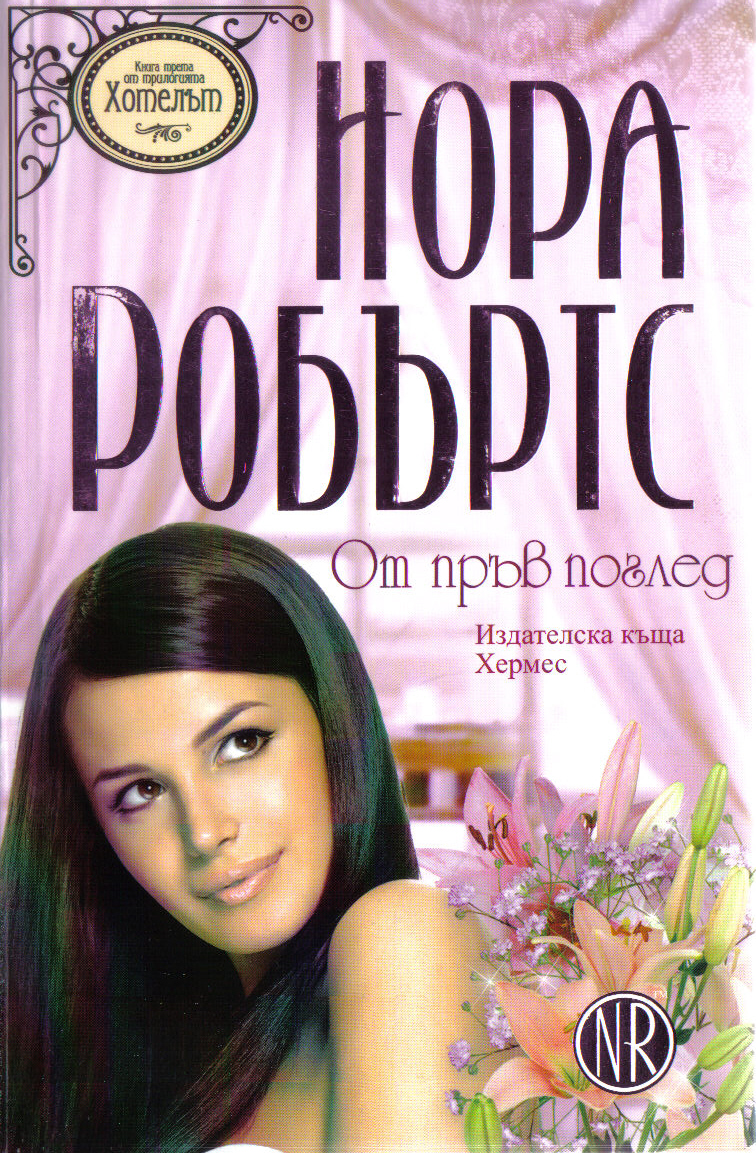 Книга трета
от трилогията
Хотелът
НОРА
РОБЪРТС
От пръв поглед
Издателска къща
Хермес
NR